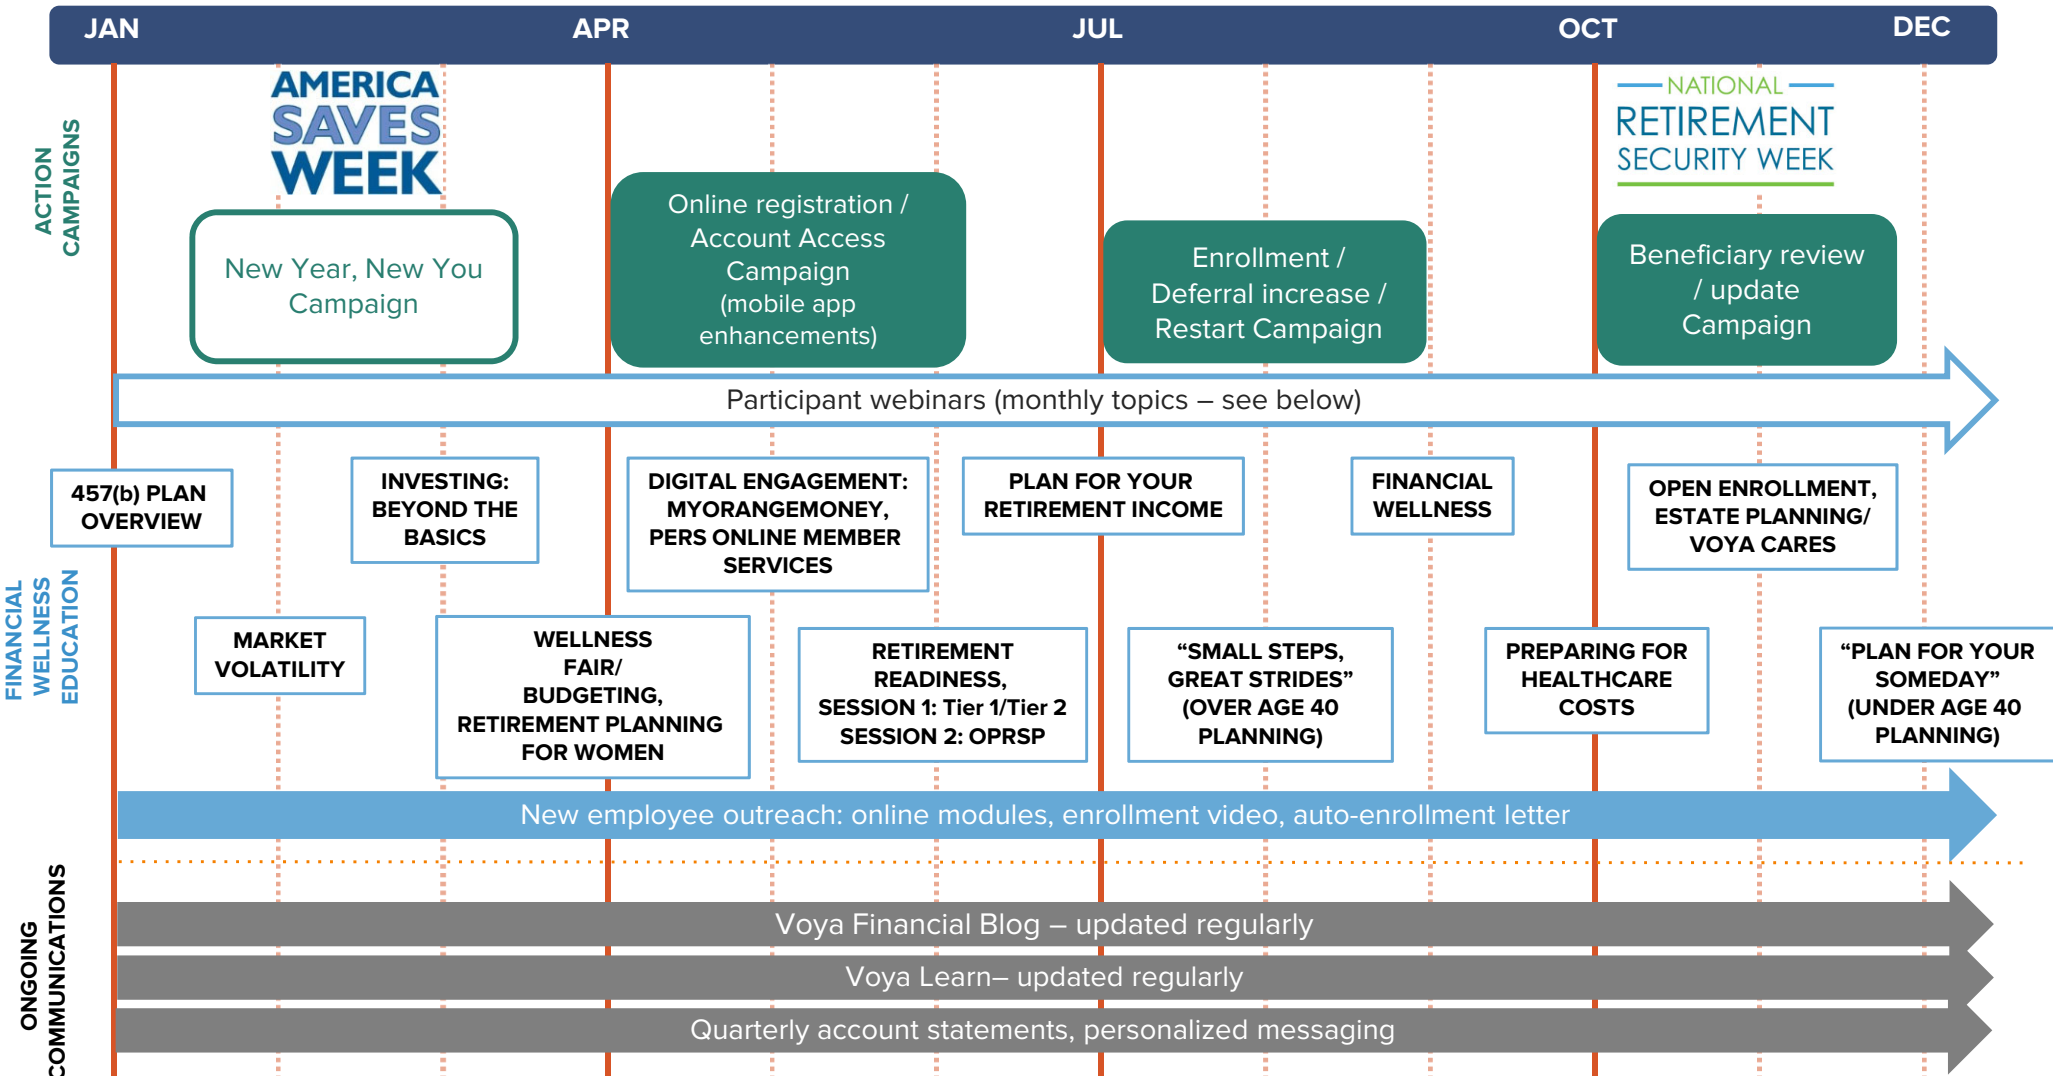 JAN
APR
JUL
OCT
DEC
ACTION
CAMPAIGNS
AMERICA
SAVES
WEEK
NATIONAL
RETIREMENT
SECURITY WEEK
New Year, New You
Campaign
Online registration /
Account Access
Campaign
(mobile app
enhancements)
Enrollment /
Deferral increase /
Restart Campaign
Beneficiary review
/ update
Campaign
Participant webinars (monthly topics – see below)
FINANCIAL
WELLNESS
EDUCATION
457(b) PLAN
OVERVIEW
INVESTING:
BEYOND THE
BASICS
DIGITAL ENGAGEMENT:
MYORANGEMONEY,
PERS ONLINE MEMBER
SERVICES
PLAN FOR YOUR
RETIREMENT INCOME
FINANCIAL
WELLNESS
OPEN ENROLLMENT,
ESTATE PLANNING/
VOYA CARES
MARKET
VOLATILITY
WELLNESS
FAIR/
BUDGETING,
RETIREMENT PLANNING
FOR WOMEN
RETIREMENT
READINESS,
SESSION 1: Tier 1/Tier 2
SESSION 2: OPRSP
“SMALL STEPS,
GREAT STRIDES”
(OVER AGE 40
PLANNING)
PREPARING FOR
HEALTHCARE
COSTS
“PLAN FOR YOUR
SOMEDAY”
(UNDER AGE 40
PLANNING)
New employee outreach: online modules, enrollment video, auto-enrollment letter
ONGOING
COMMUNICATIONS
Voya Financial Blog – updated regularly
Voya Learn– updated regularly
Quarterly account statements, personalized messaging